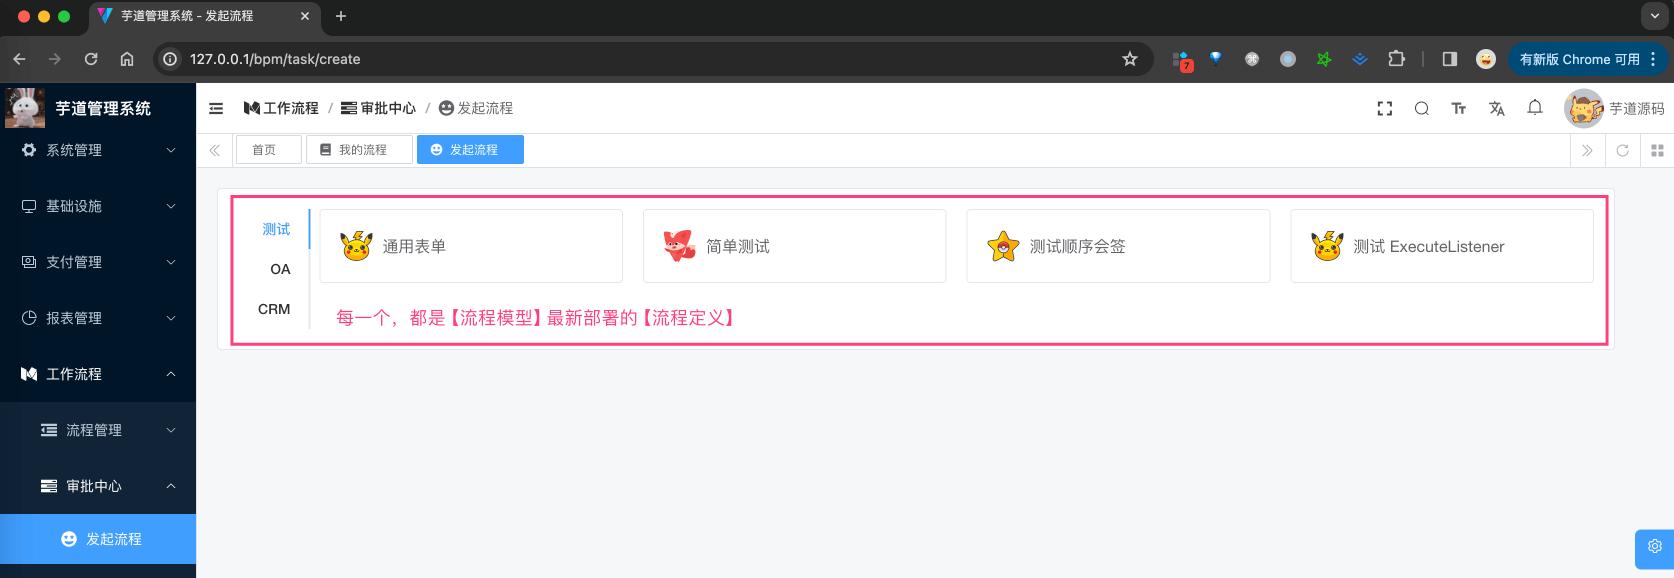 芋道管理系统 - 发起流程
127.0.0.1/bpm/task/create
7
有新版 Chrome 可用
芋道管理系统
工作流程 / 审批中心 / 发起流程
芋道源码
系统管理
首页
我的流程
发起流程
基础设施
支付管理
报表管理
工作流程
流程管理
审批中心
发起流程
测试
OA
CRM
通用表单
简单测试
测试顺序会签
测试 ExecuteListener
每一个，都是【流程模型】最新部署的【流程定义】